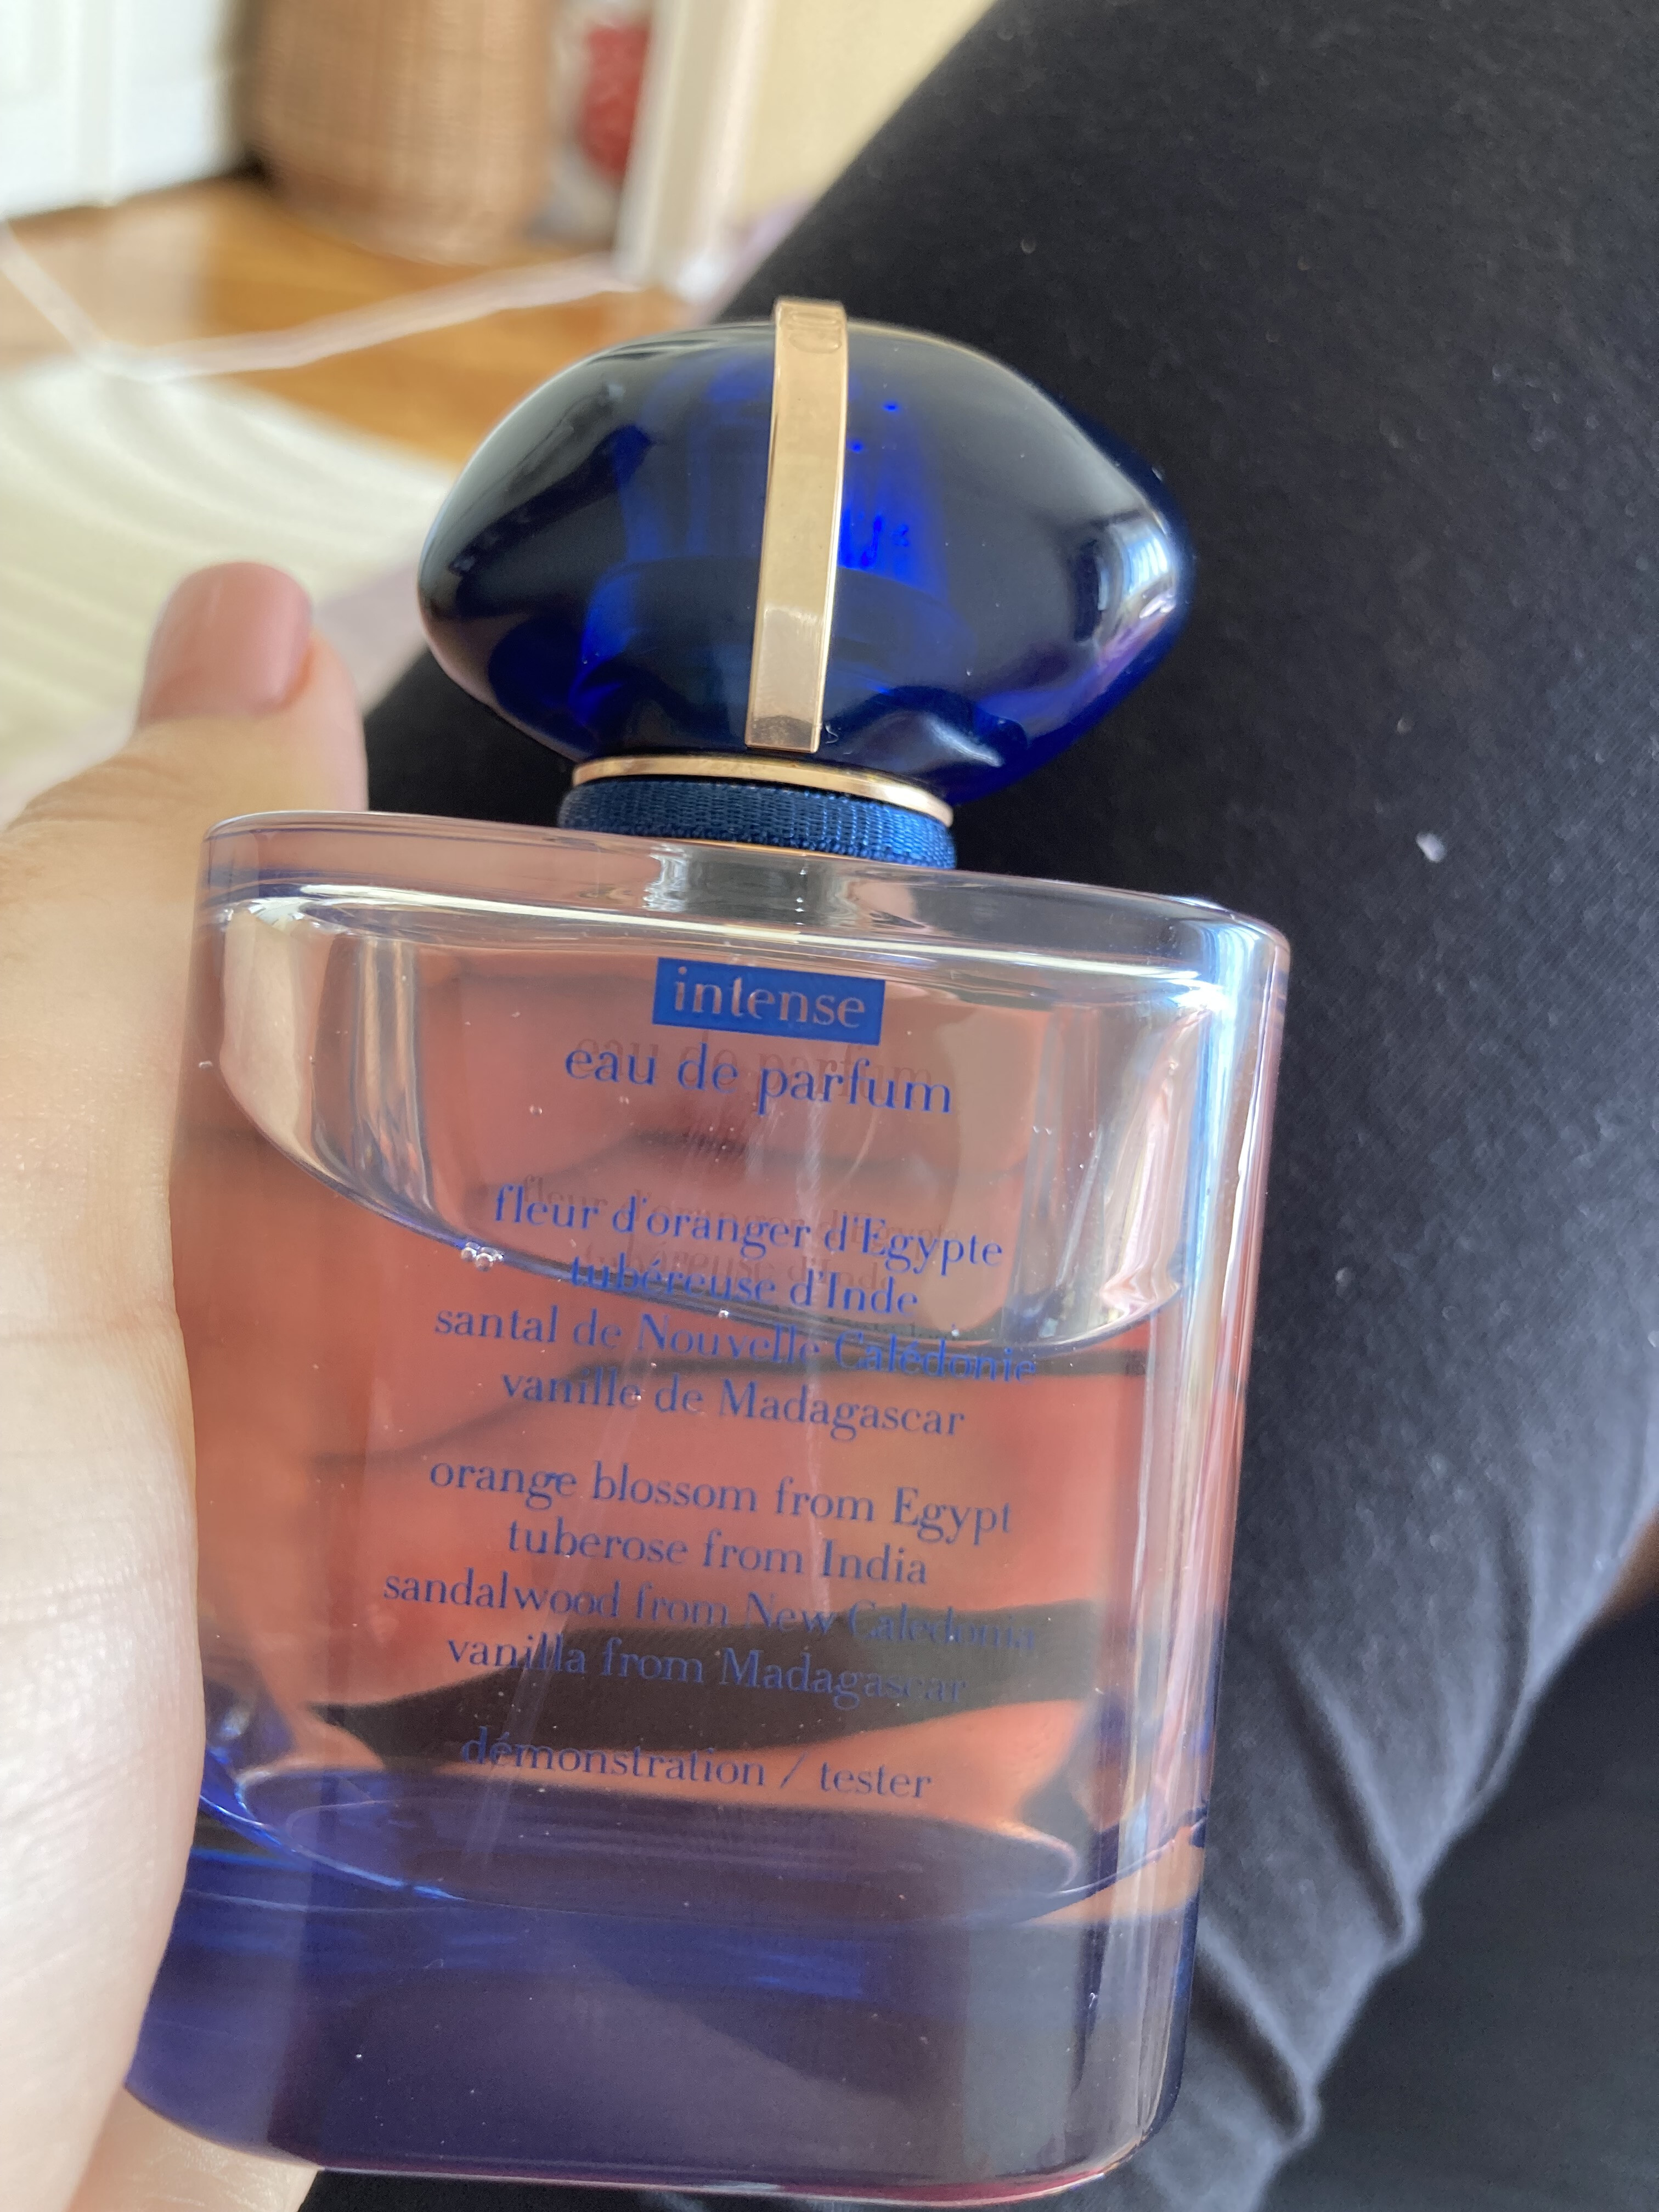 intense
eau de parfum
fleur d'oranger d'Egypte
tubéreuse d'Inde
santal de Nouvelle Calédonie
vanille de Madagascar
orange blossom from Egypt
tuberose from India
sandalwood from New Caledonia
vanilla from Madagascar
démonstration / tester